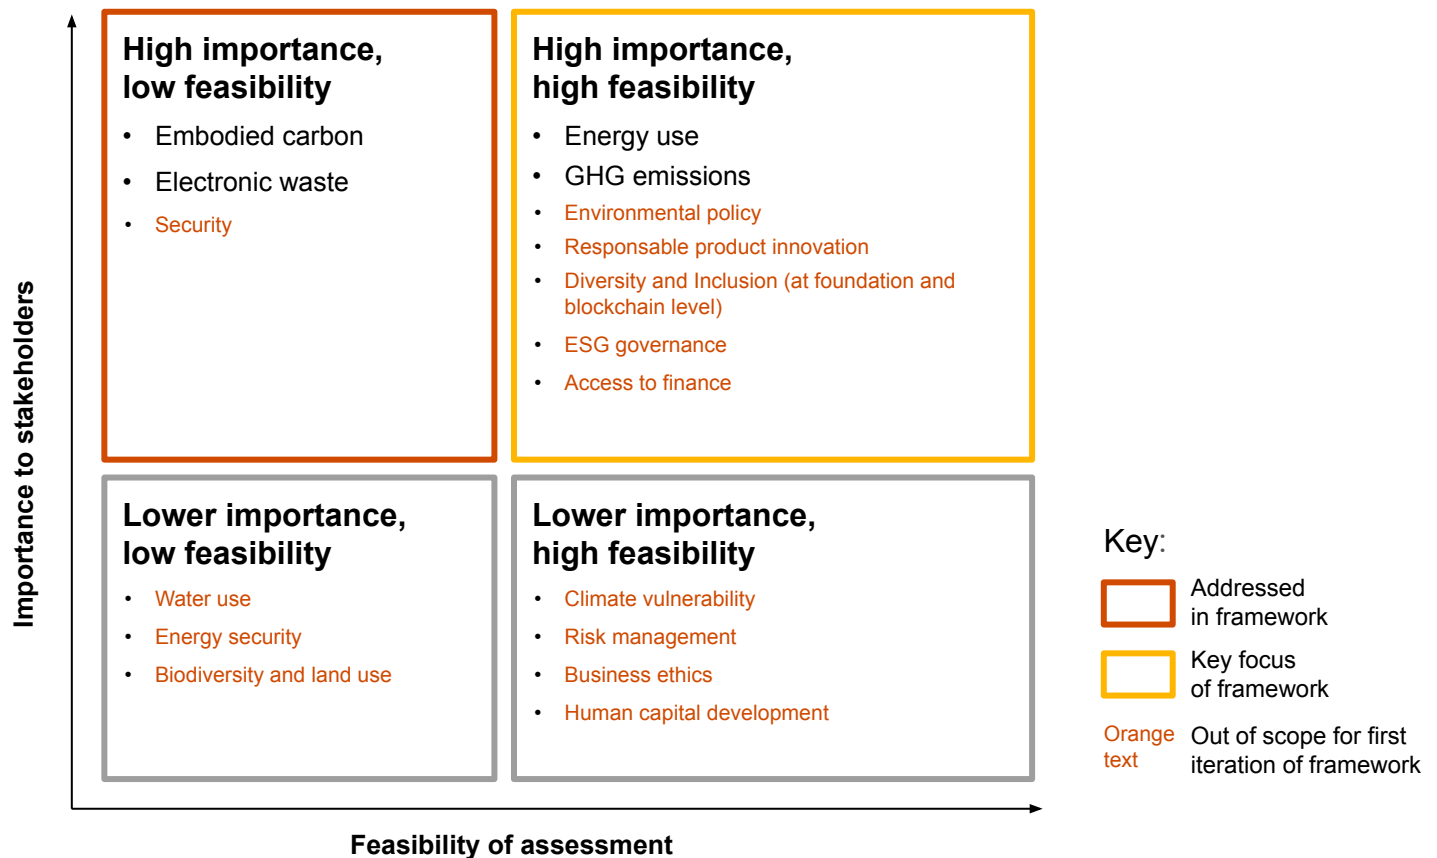 Importance to stakeholders
High importance,
low feasibility
• Embodied carbon
• Electronic waste
• Security
High importance,
high feasibility
• Energy use
• GHG emissions
• Environmental policy
• Responsable product innovation
• Diversity and Inclusion (at foundation and
blockchain level)
• ESG governance
• Access to finance
Lower importance,
low feasibility
• Water use
• Energy security
• Biodiversity and land use
Lower importance,
high feasibility
• Climate vulnerability
• Risk management
• Business ethics
• Human capital development
Feasibility of assessment
Key:
Addressed
in framework
Key focus
of framework
Orange
text
Out of scope for first
iteration of framework